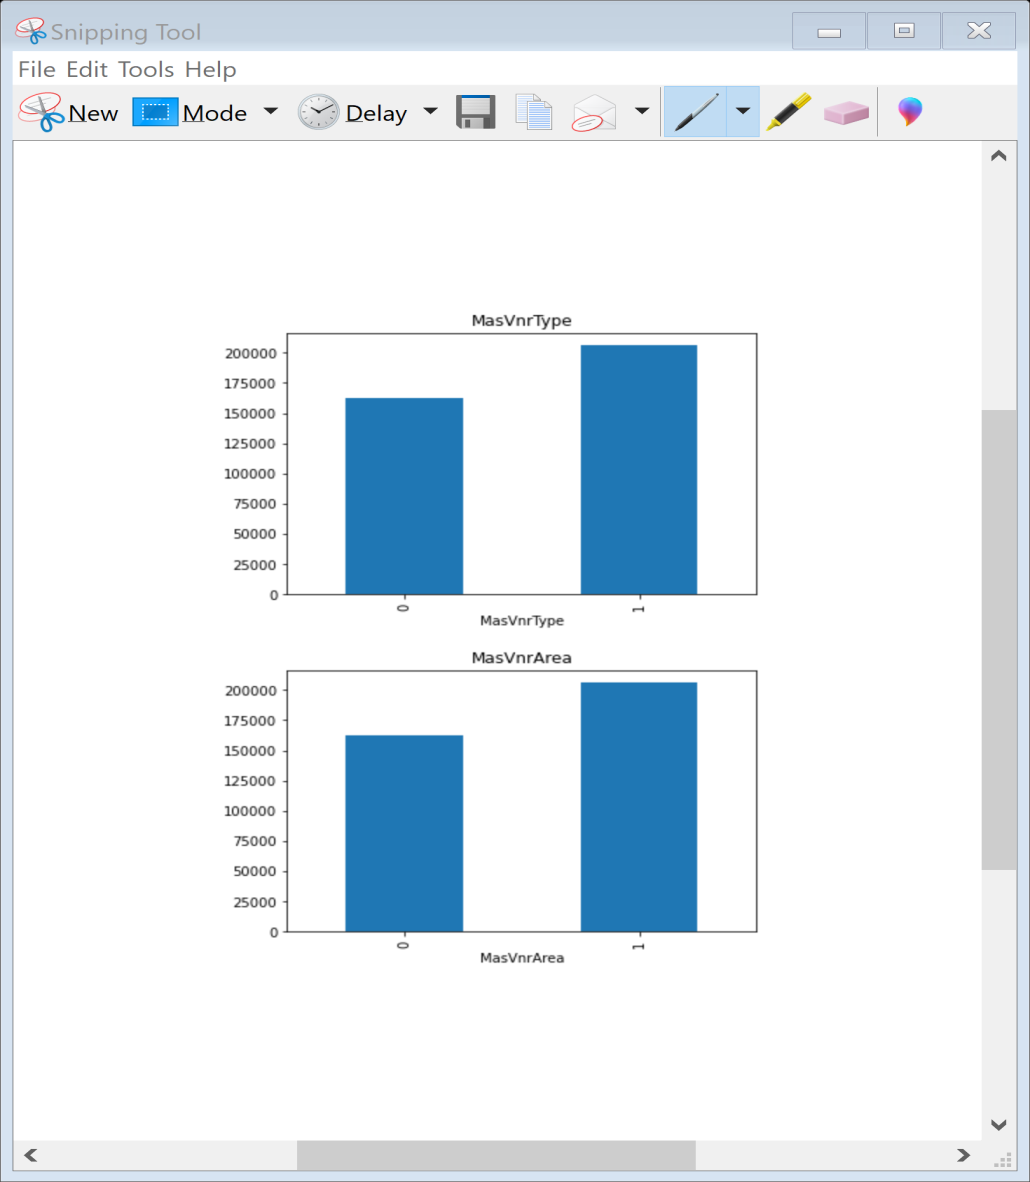 Snipping Tool
File Edit Tools Help
New Mode Delay
MasVnrType
200000
175000
150000
125000
100000
75000
50000
25000
0
0 1
MasVnrType
MasVnrArea
200000
175000
150000
125000
100000
75000
50000
25000
0
0 1
MasVnrArea